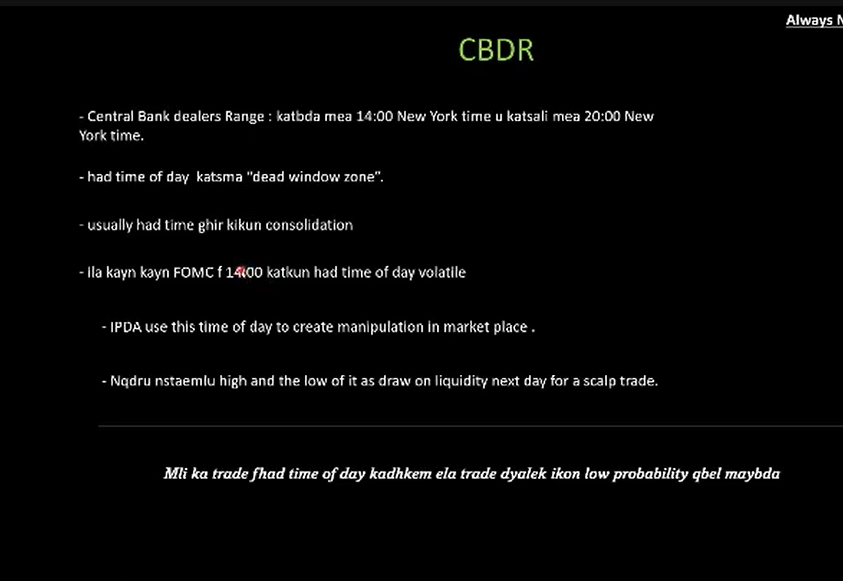 Always N
CBDR
- Central Bank dealers Range : katbda mea 14:00 New York time u katsali mea 20:00 New
York time.
- had time of day katsma "dead window zone".
- usually had time ghir kikun consolidation
- ila kayn kayn FOMC f 14:00 katkun had time of day volatile
- IPDA use this time of day to create manipulation in market place .
- Nqdru nstaemlu high and the low of it as draw on liquidity next day for a scalp trade.
Mli ka trade fhad time of day kadhkem ela trade dyalek ikon low probability qbel maybda